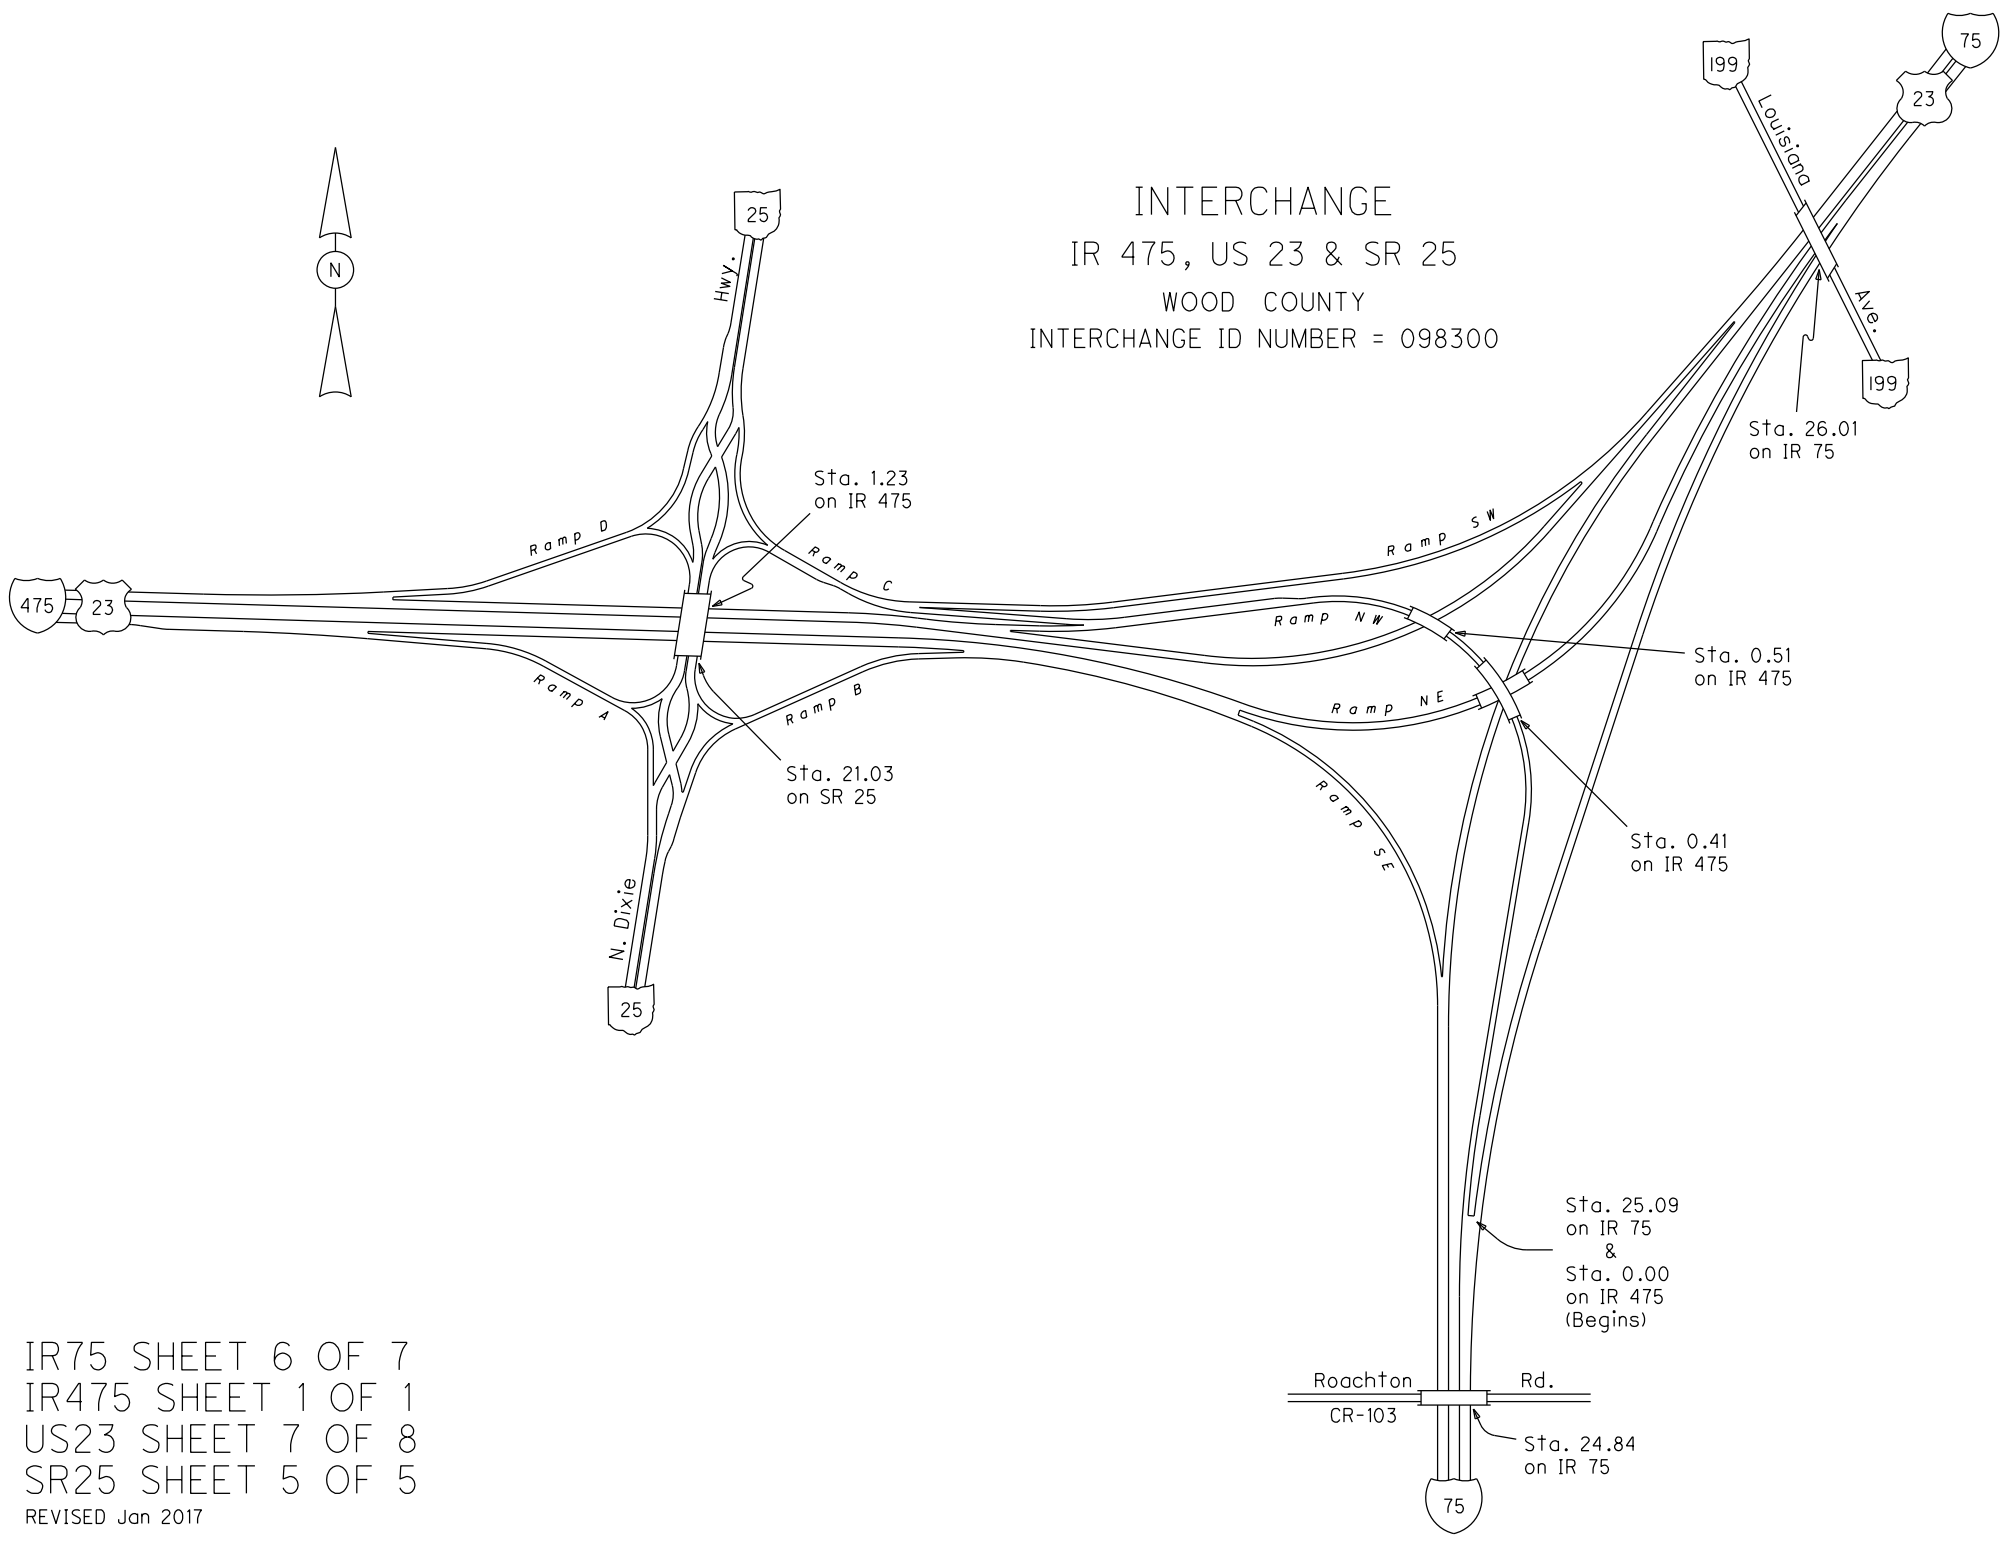 75
199
23
Louisiana
Ave.
199
N
25
Hwy.
INTERCHANGE
IR 475, US 23 & SR 25
WOOD COUNTY
INTERCHANGE ID NUMBER = 098300
Sta. 26.01
on IR 75
Sta. 1.23
on IR 475
Ramp D
Ramp C
Ramp SW
475
23
Ramp NW
Sta. 0.51
on IR 475
Ramp A
Ramp B
Ramp NE
Sta. 21.03
on SR 25
Ramp SE
Sta. 0.41
on IR 475
N. Dixie
25
Sta. 25.09
on IR 75
&
Sta. 0.00
on IR 475
(Begins)
Roachton Rd.
CR-103
Sta. 24.84
on IR 75
75
IR75 SHEET 6 OF 7
IR475 SHEET 1 OF 1
US23 SHEET 7 OF 8
SR25 SHEET 5 OF 5
REVISED Jan 2017